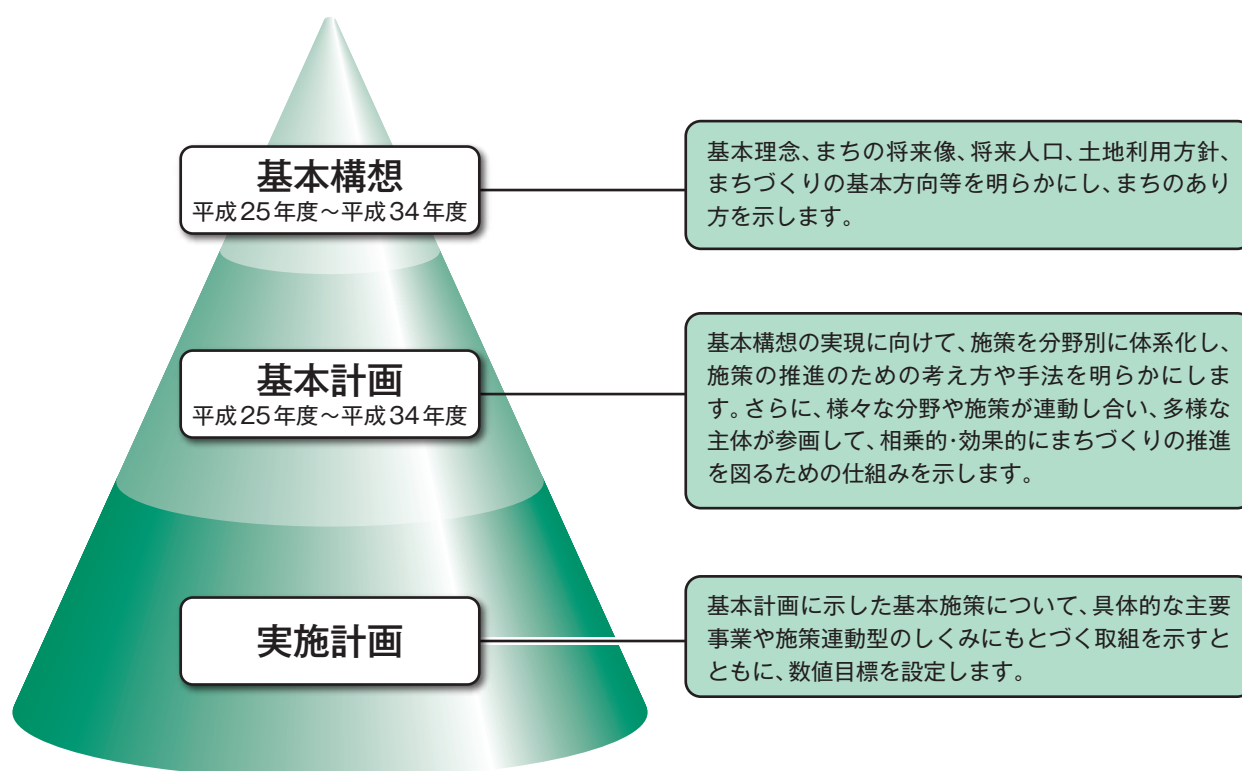 基本構想
平成25年度～平成34年度
基本理念、まちの将来像、将来人口、土地利用方針、
まちづくりの基本方向等を明らかにし、まちのあり
方を示します。
基本計画
平成25年度～平成34年度
基本構想の実現に向けて、施策を分野別に体系化し、
施策の推進のための考え方や手法を明らかにしま
す。さらに、様々な分野や施策が連動し合い、多様な
主体が参画して、相乗的・効果的にまちづくりの推進
を図るための仕組みを示します。
実施計画
基本計画に示した基本施策について、具体的な主要
事業や施策連動型のしくみにもとづく取組を示すと
ともに、数値目標を設定します。